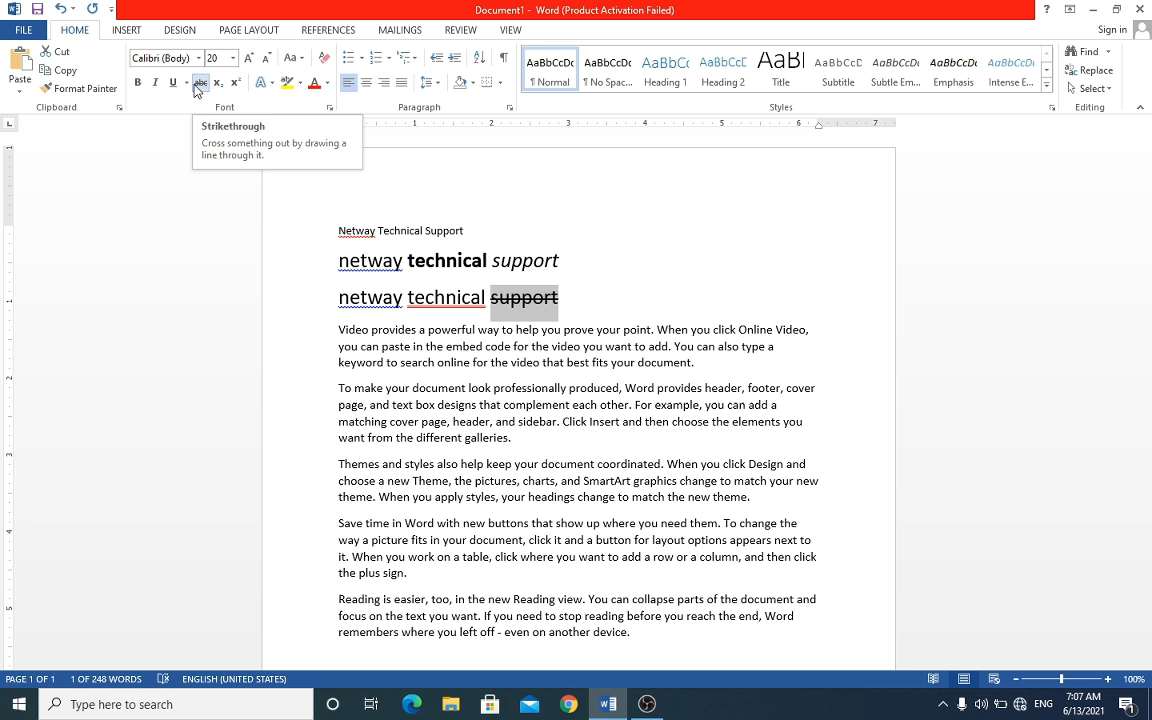 Document1 - Word (Product Activation Failed)
FILE HOME INSERT DESIGN PAGE LAYOUT REFERENCES MAILINGS REVIEW VIEW Sign in
Paste
Cut
Copy
Format Painter
Clipboard
Calibri (Body) 20
Font
Paragraph
AaBbCcDc AaBbCcDc AaBbC AaBbCcC AaBl AaBbCcD AaBbCcDc AaBbCcDc AaBbCcDc
¶ Normal ¶ No Spac... Heading 1 Heading 2 Title Subtitle Subtle Em... Emphasis Intense E...
Styles
Find
Replace
Select
Editing
Strikethrough
Cross something out by drawing a
line through it.
1 2 3 4 5 6 7
Netway Technical Support
netway technical support
netway technical support
Video provides a powerful way to help you prove your point. When you click Online Video,
you can paste in the embed code for the video you want to add. You can also type a
keyword to search online for the video that best fits your document.
To make your document look professionally produced, Word provides header, footer, cover
page, and text box designs that complement each other. For example, you can add a
matching cover page, header, and sidebar. Click Insert and then choose the elements you
want from the different galleries.
Themes and styles also help keep your document coordinated. When you click Design and
choose a new Theme, the pictures, charts, and SmartArt graphics change to match your new
theme. When you apply styles, your headings change to match the new theme.
Save time in Word with new buttons that show up where you need them. To change the
way a picture fits in your document, click it and a button for layout options appears next to
it. When you work on a table, click where you want to add a row or a column, and then click
the plus sign.
Reading is easier, too, in the new Reading view. You can collapse parts of the document and
focus on the text you want. If you need to stop reading before you reach the end, Word
remembers where you left off - even on another device.
PAGE 1 OF 1 1 OF 248 WORDS ENGLISH (UNITED STATES) 100%
Type here to search
ENG
7:07 AM
6/13/2021